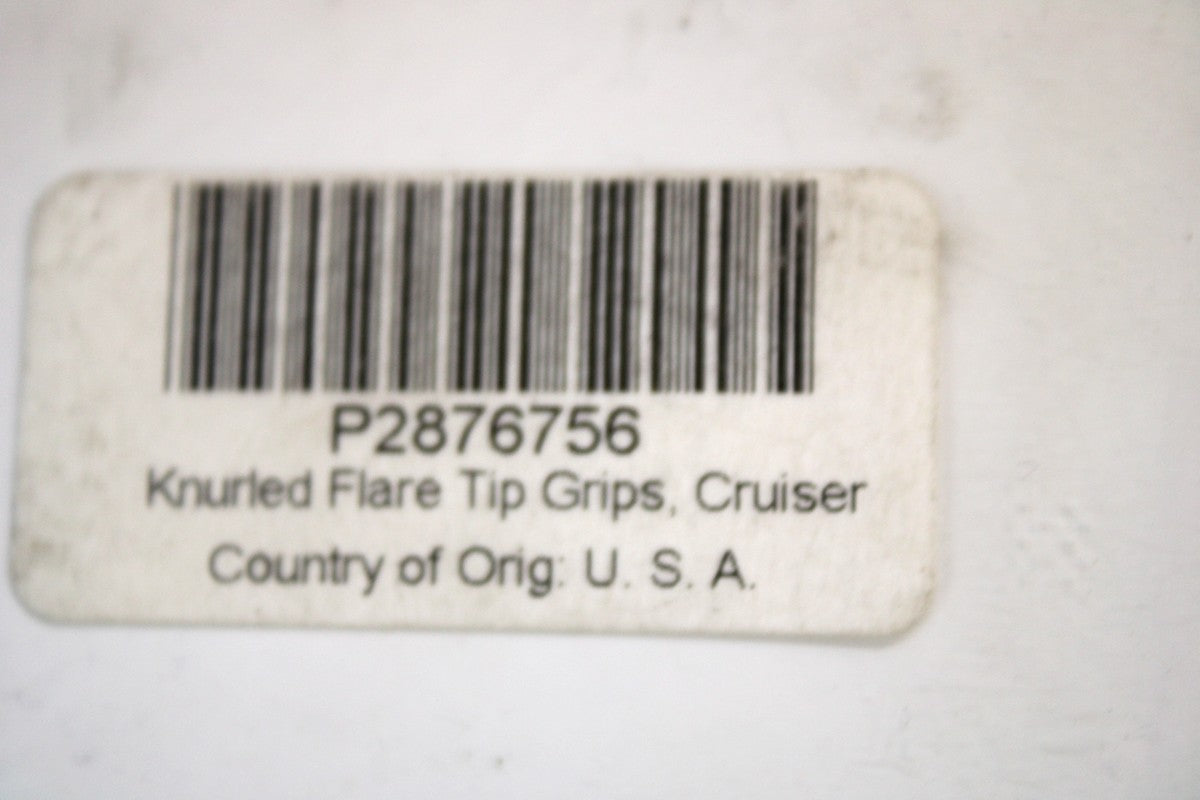 P2876756
Knurled Flare Tip Grips, Cruiser
Country of Orig: U. S. A.